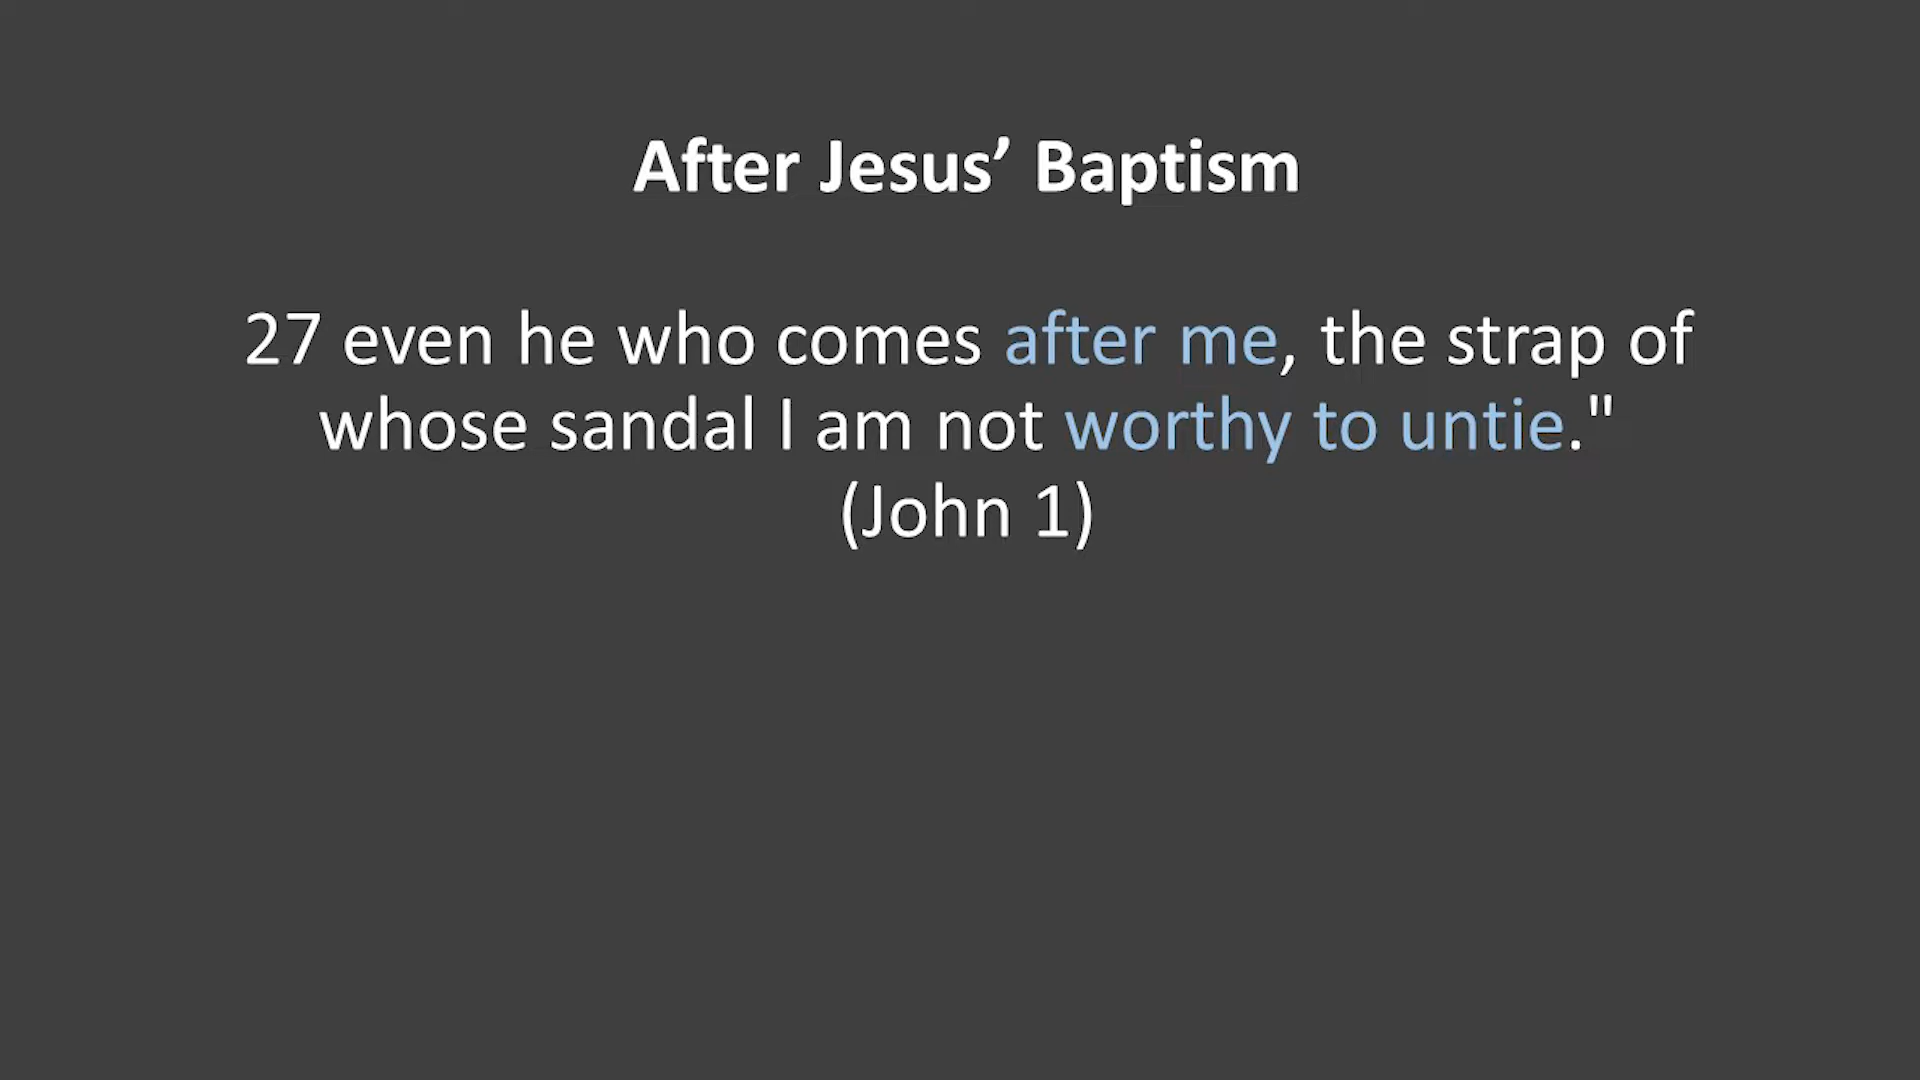 After Jesus’ Baptism
27 even he who comes after me, the strap of
whose sandal I am not worthy to untie."
(John 1)